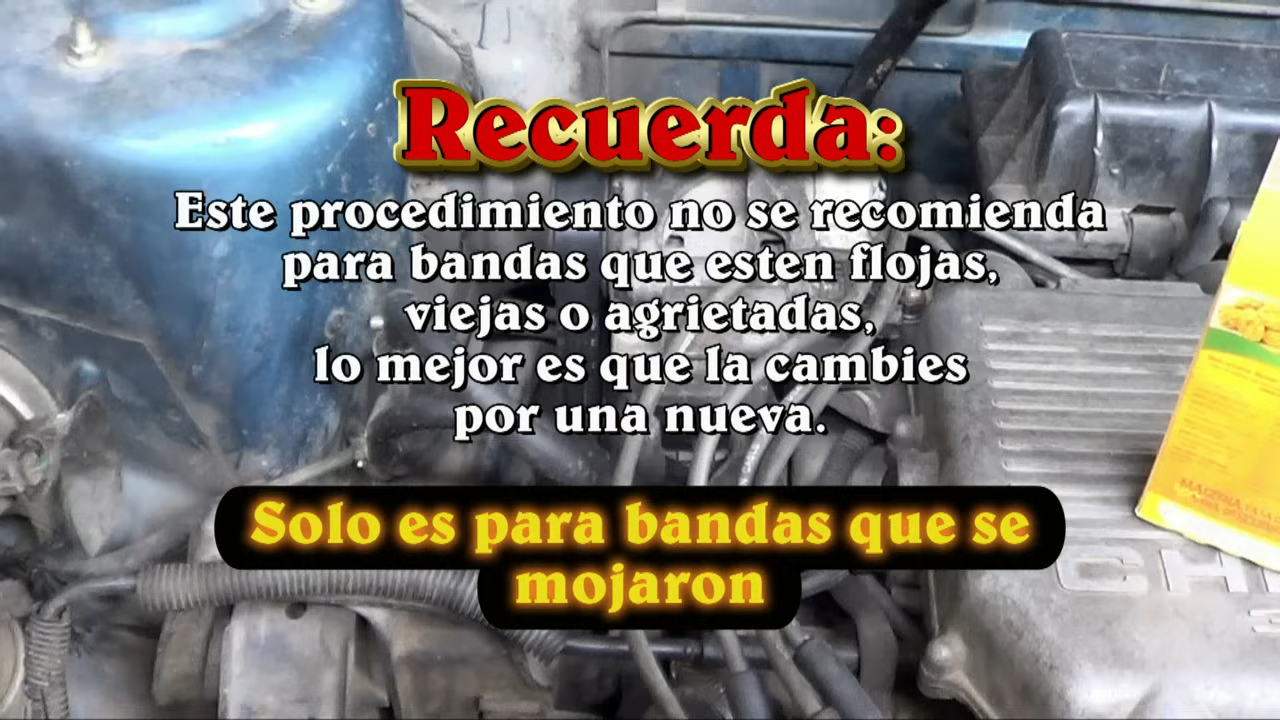 Recuerda:
Este procedimiento no se recomienda
para bandas que esten flojas,
viejas o agrietadas,
lo mejor es que la cambies
por una nueva.
Solo es para bandas que se
mojaron